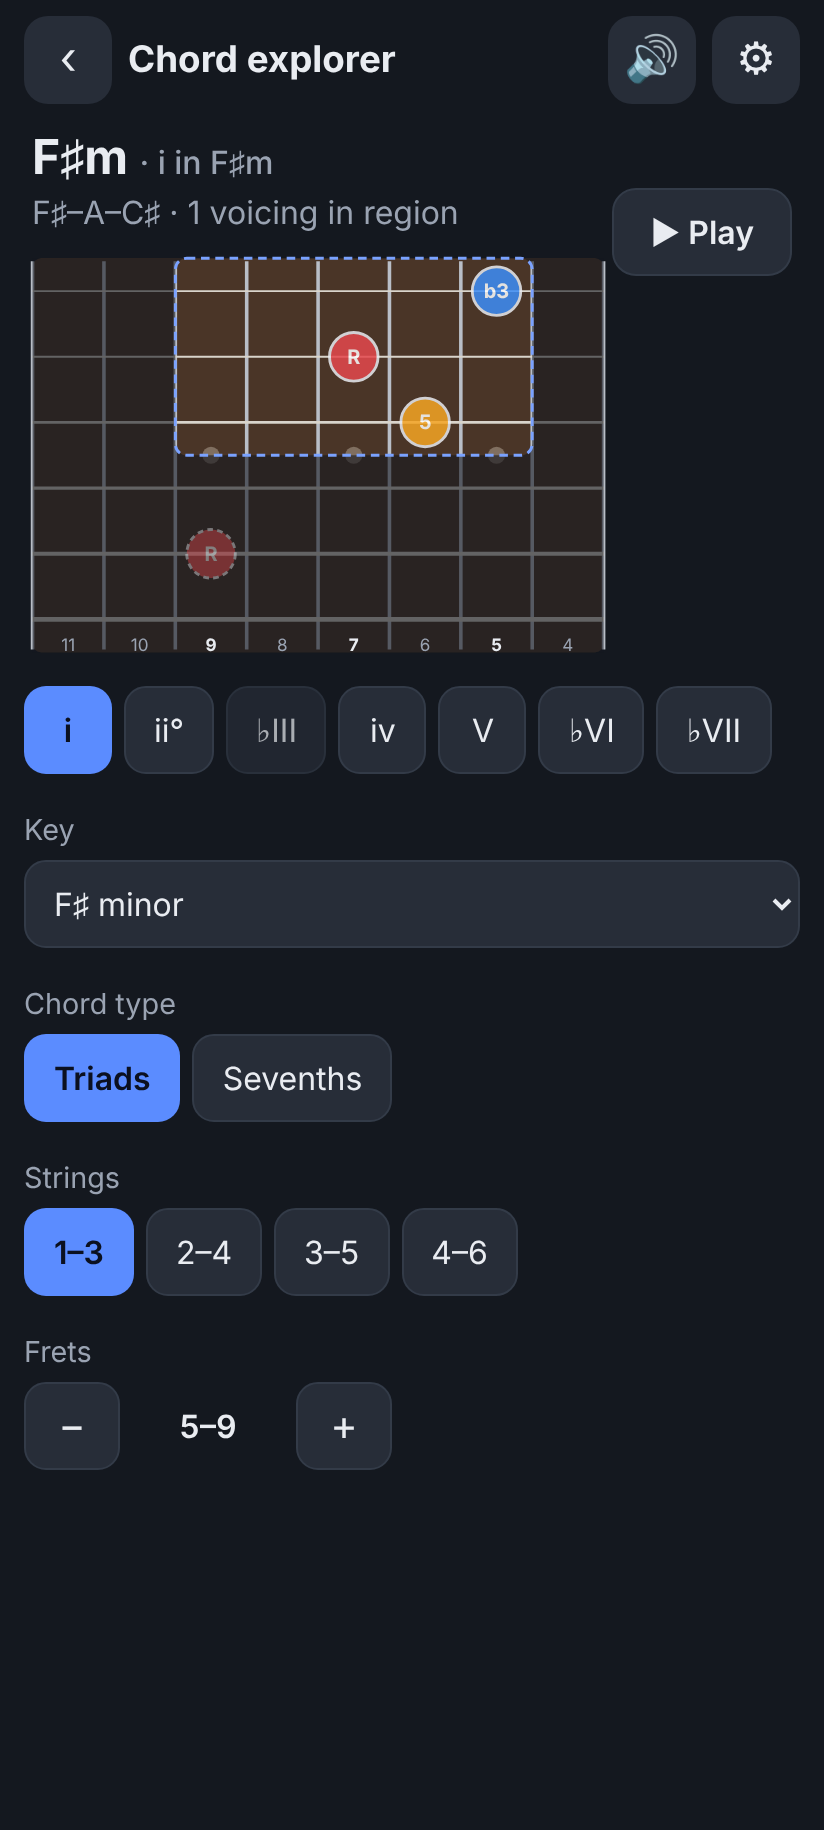 ‹ Chord explorer 🔊 ⚙
F♯m · i in F♯m
F♯–A–C♯ · 1 voicing in region
▶ Play
b3
R
5
R
11 10 9 8 7 6 5 4
i ii° ♭III iv V ♭VI ♭VII
Key
F♯ minor
Chord type
Triads Sevenths
Strings
1–3 2–4 3–5 4–6
Frets
− 5–9 +